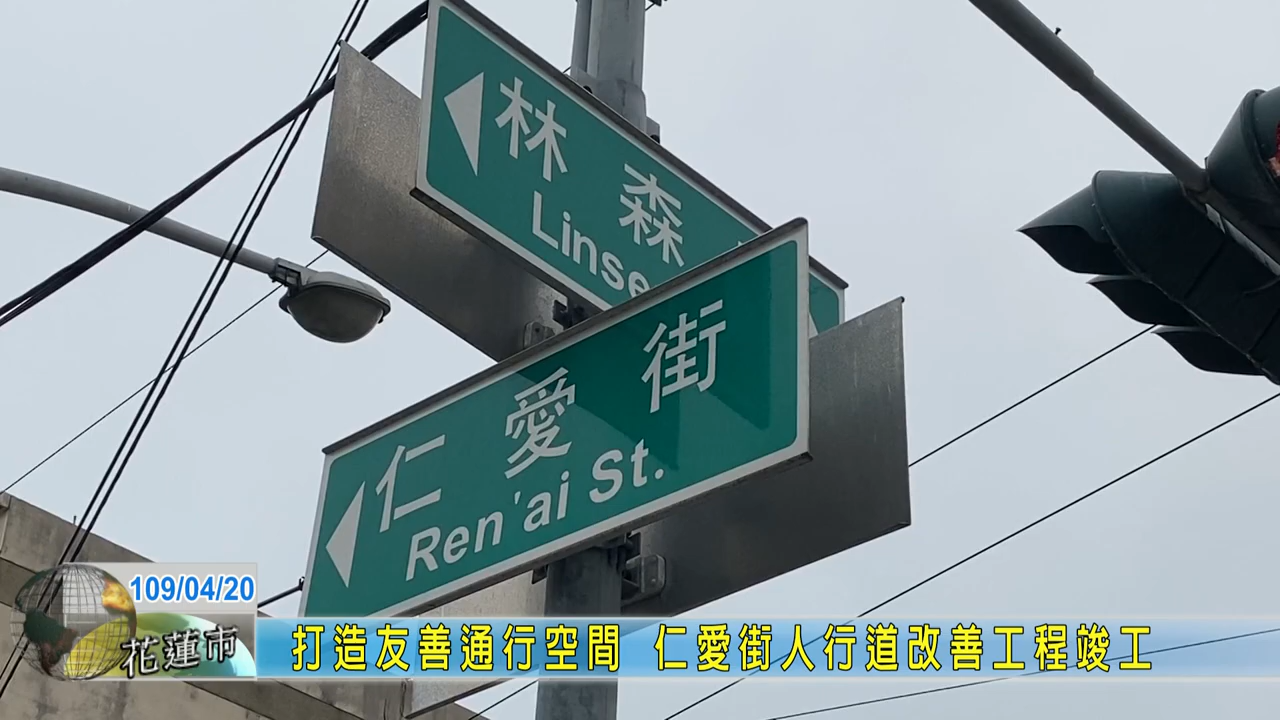 林森
Linse
仁愛街
Ren'ai St.
109/04/20
花蓮市
打造友善通行空間 仁愛街人行道改善工程竣工